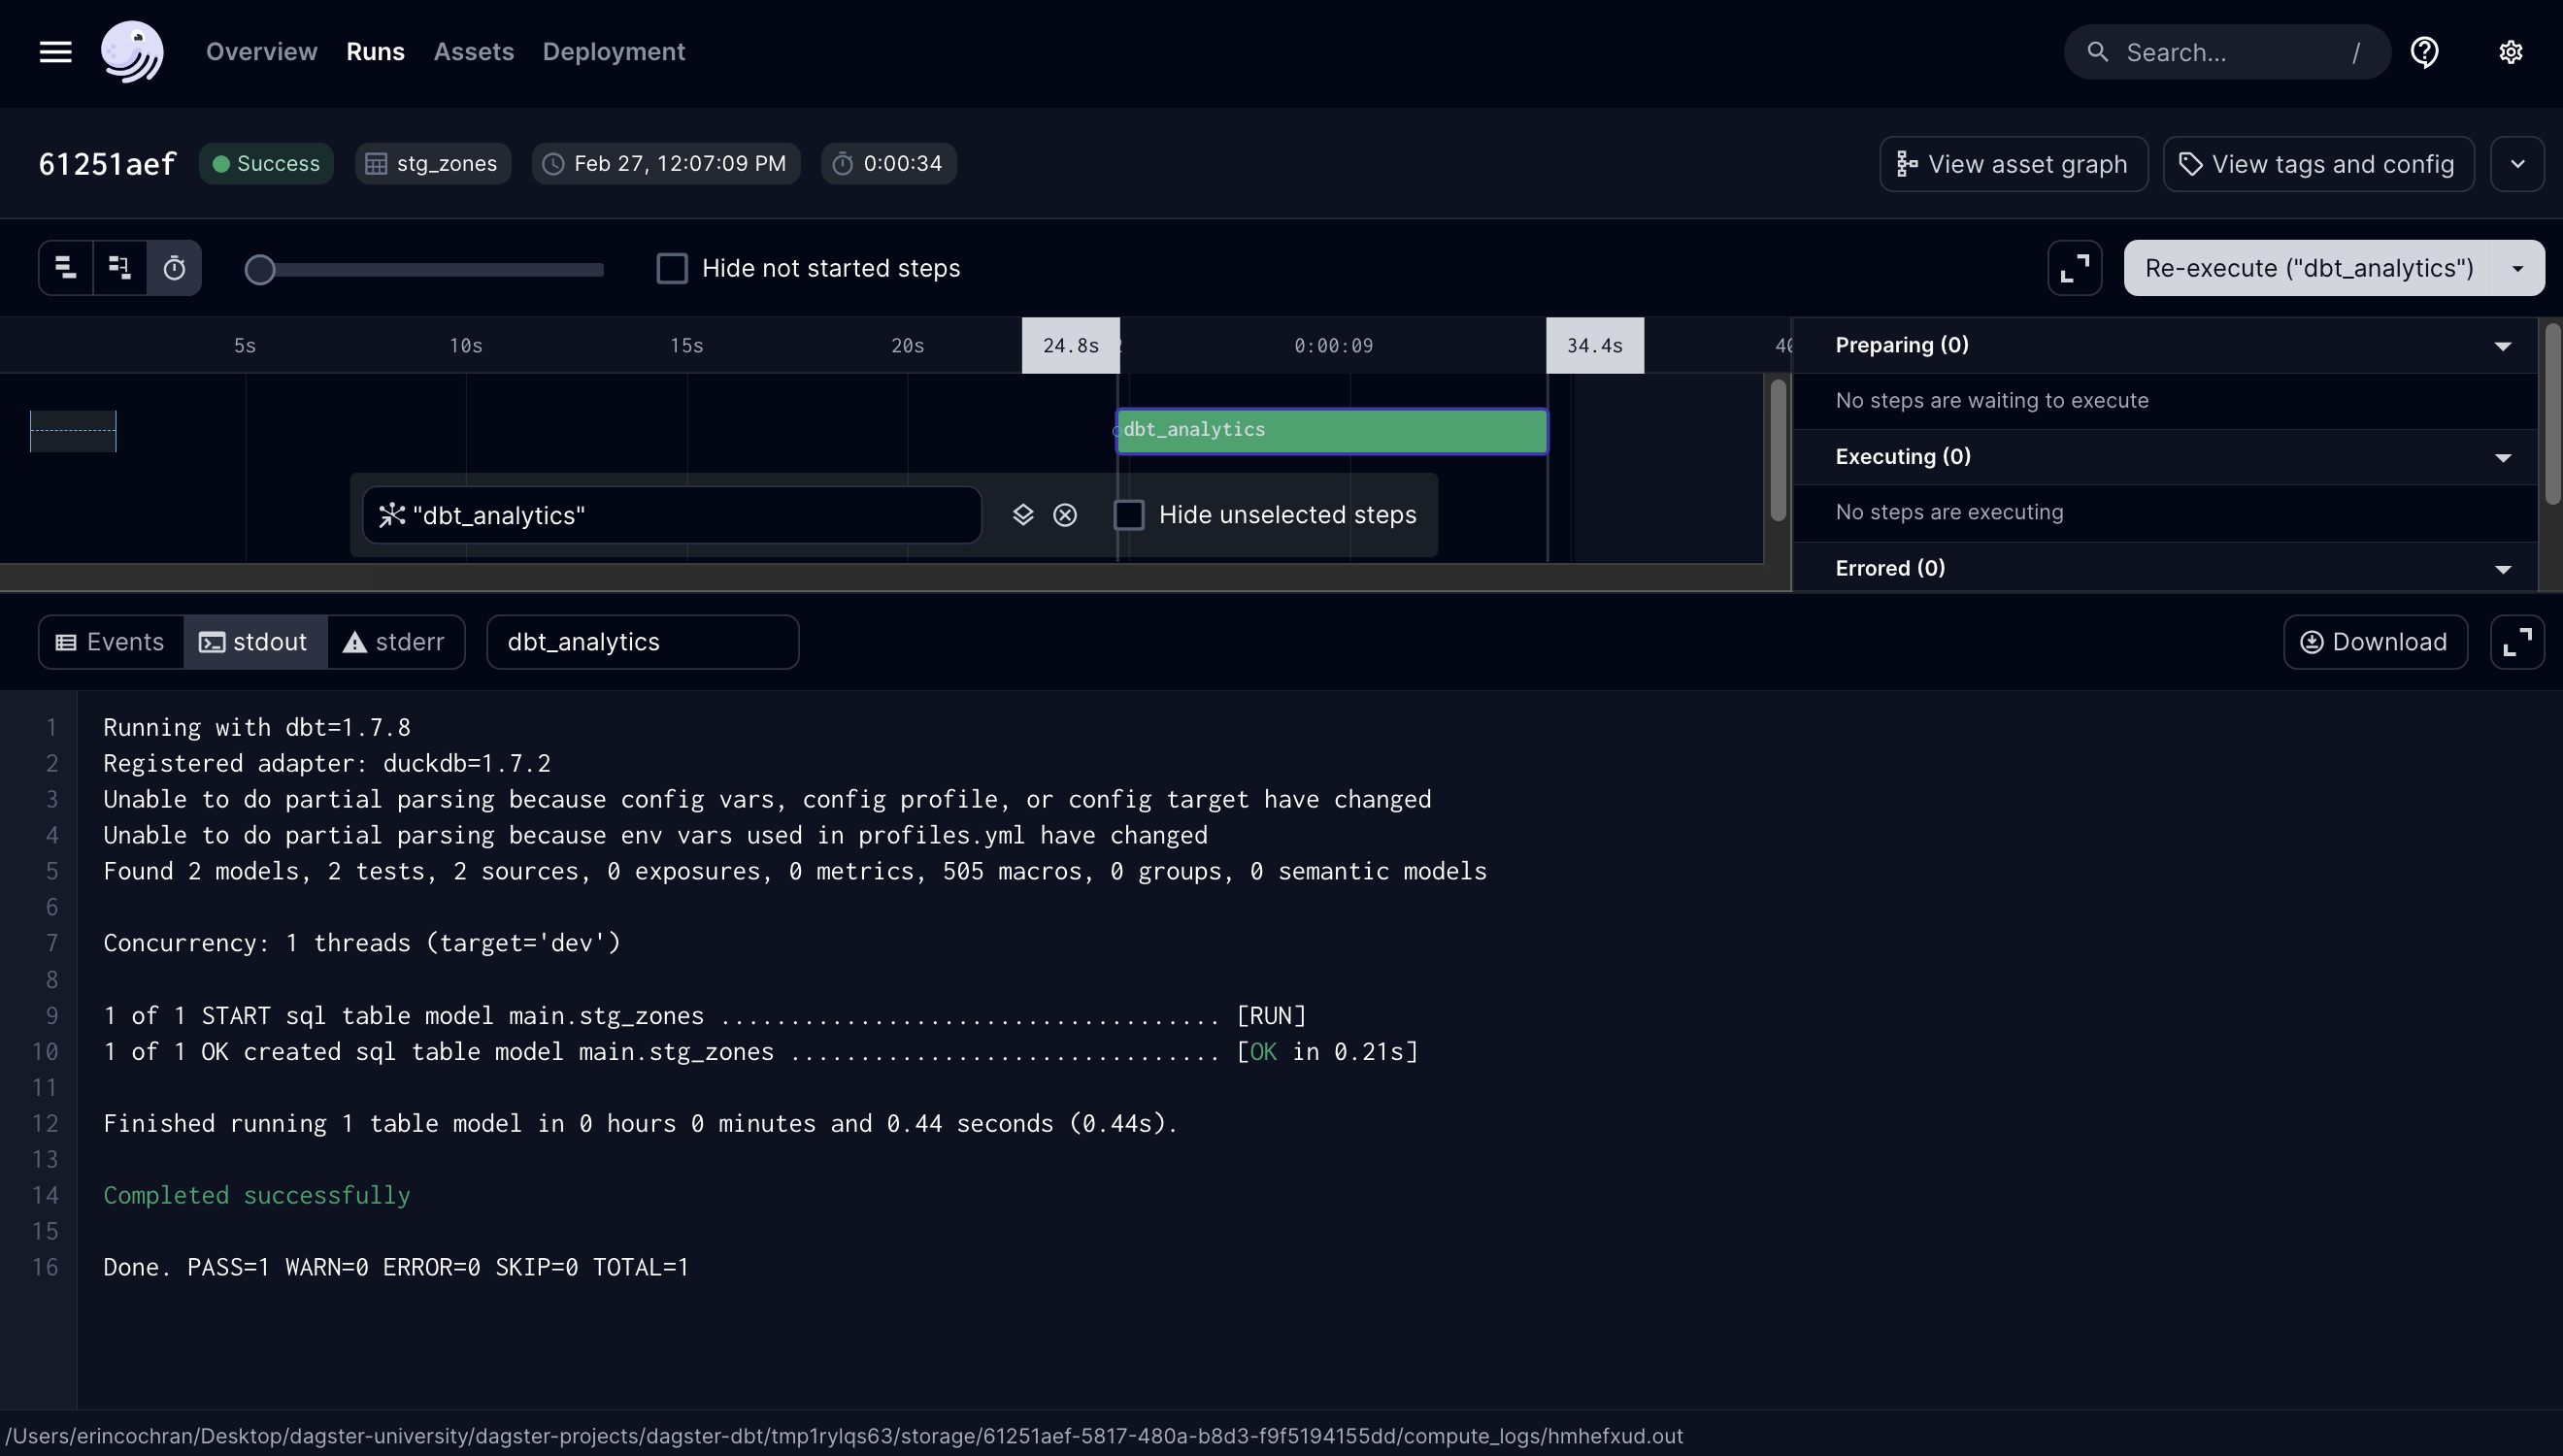 Overview Runs Assets Deployment Search... /
61251aef Success stg_zones Feb 27, 12:07:09 PM 0:00:34 View asset graph View tags and config
Hide not started steps Re-execute ("dbt_analytics")
5s 10s 15s 20s 24.8s 0:00:09 34.4s
Preparing (0)
No steps are waiting to execute
dbt_analytics
Executing (0)
"dbt_analytics" Hide unselected steps
No steps are executing
Errored (0)
Events stdout stderr dbt_analytics Download
1 Running with dbt=1.7.8
2 Registered adapter: duckdb=1.7.2
3 Unable to do partial parsing because config vars, config profile, or config target have changed
4 Unable to do partial parsing because env vars used in profiles.yml have changed
5 Found 2 models, 2 tests, 2 sources, 0 exposures, 0 metrics, 505 macros, 0 groups, 0 semantic models
6
7 Concurrency: 1 threads (target='dev')
8
9 1 of 1 START sql table model main.stg_zones .................................... [RUN]
10 1 of 1 OK created sql table model main.stg_zones ............................... [OK in 0.21s]
11
12 Finished running 1 table model in 0 hours 0 minutes and 0.44 seconds (0.44s).
13
14 Completed successfully
15
16 Done. PASS=1 WARN=0 ERROR=0 SKIP=0 TOTAL=1
/Users/erincochran/Desktop/dagster-university/dagster-projects/dagster-dbt/tmp1rylqs63/storage/61251aef-5817-480a-b8d3-f9f5194155dd/compute_logs/hmhefxud.out